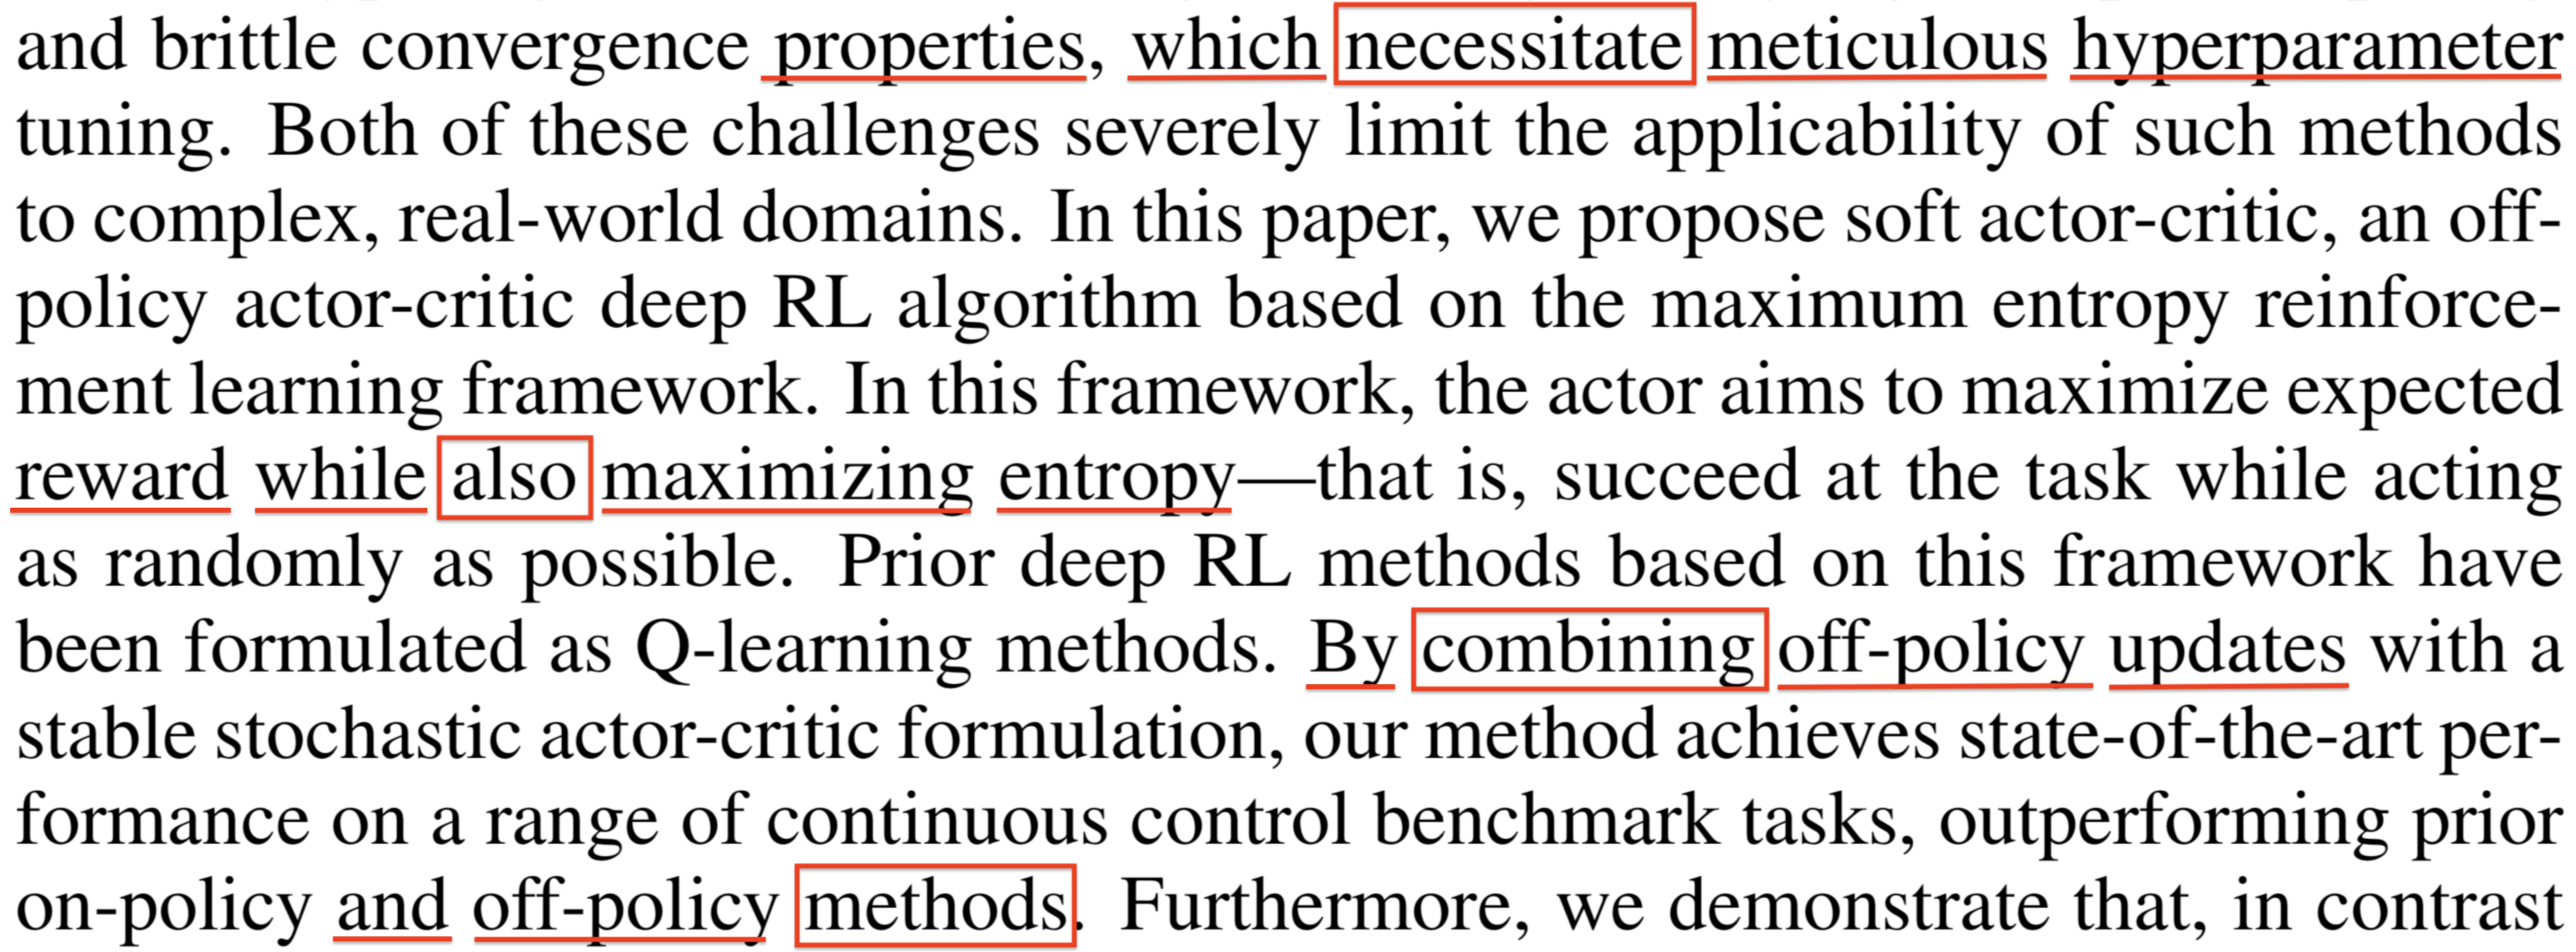 and brittle convergence properties, which necessitate meticulous hyperparameter
tuning. Both of these challenges severely limit the applicability of such methods
to complex, real-world domains. In this paper, we propose soft actor-critic, an off-
policy actor-critic deep RL algorithm based on the maximum entropy reinforce-
ment learning framework. In this framework, the actor aims to maximize expected
reward while also maximizing entropy—that is, succeed at the task while acting
as randomly as possible. Prior deep RL methods based on this framework have
been formulated as Q-learning methods. By combining off-policy updates with a
stable stochastic actor-critic formulation, our method achieves state-of-the-art per-
formance on a range of continuous control benchmark tasks, outperforming prior
on-policy and off-policy methods. Furthermore, we demonstrate that, in contrast